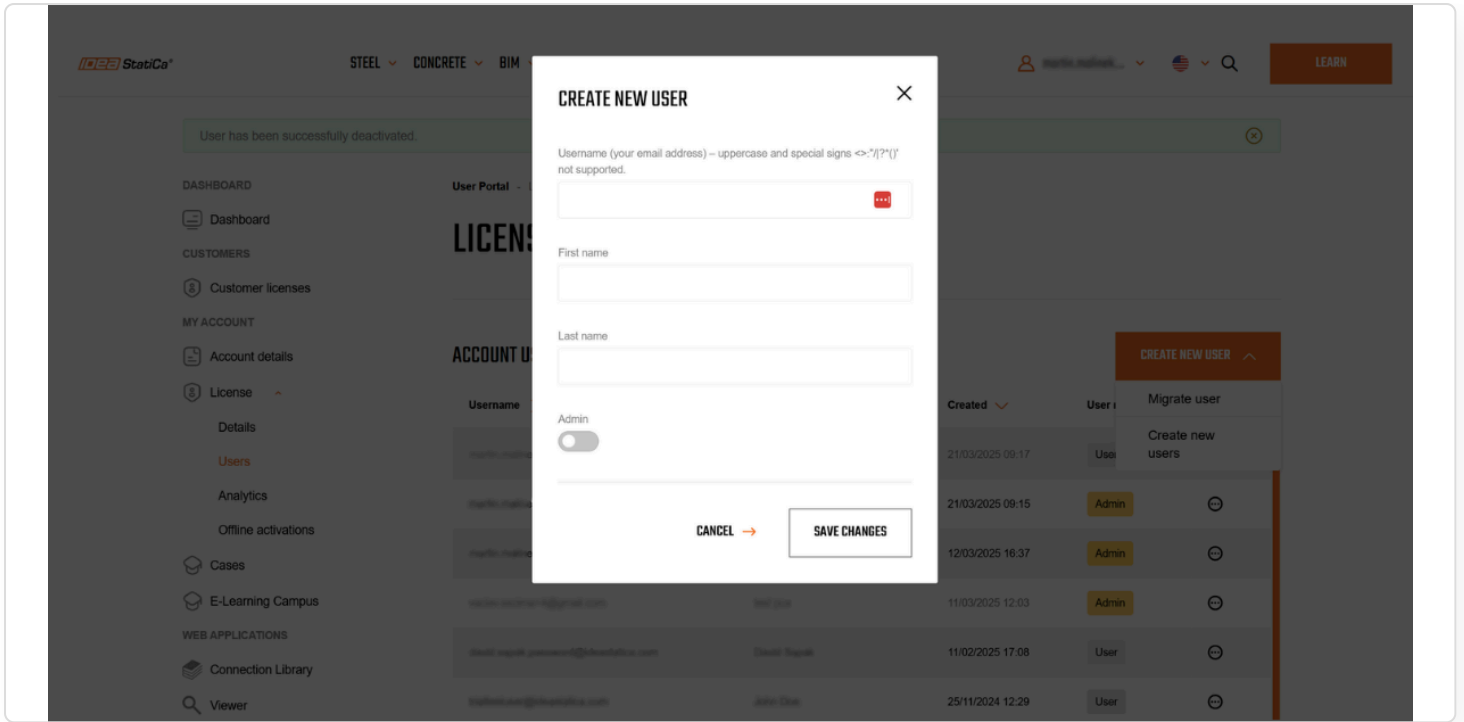 IDEA StatiCa®
STEEL
CONCRETE
BIM
LEARN
User has been successfully deactivated.
CREATE NEW USER
Username (your email address) – uppercase and special signs <>:"/|?*()'
not supported.
First name
Last name
Admin
CANCEL →
SAVE CHANGES
DASHBOARD
Dashboard
CUSTOMERS
Customer licenses
MY ACCOUNT
Account details
License
Details
Users
Analytics
Offline activations
Cases
E-Learning Campus
WEB APPLICATIONS
Connection Library
Viewer
User Portal
LICENS
ACCOUNT U
CREATE NEW USER
Migrate user
Create new
users
Username
Created
User
21/03/2025 09:17
User
21/03/2025 09:15
Admin
12/03/2025 16:37
Admin
11/03/2025 12:03
Admin
11/02/2025 17:08
User
25/11/2024 12:29
User